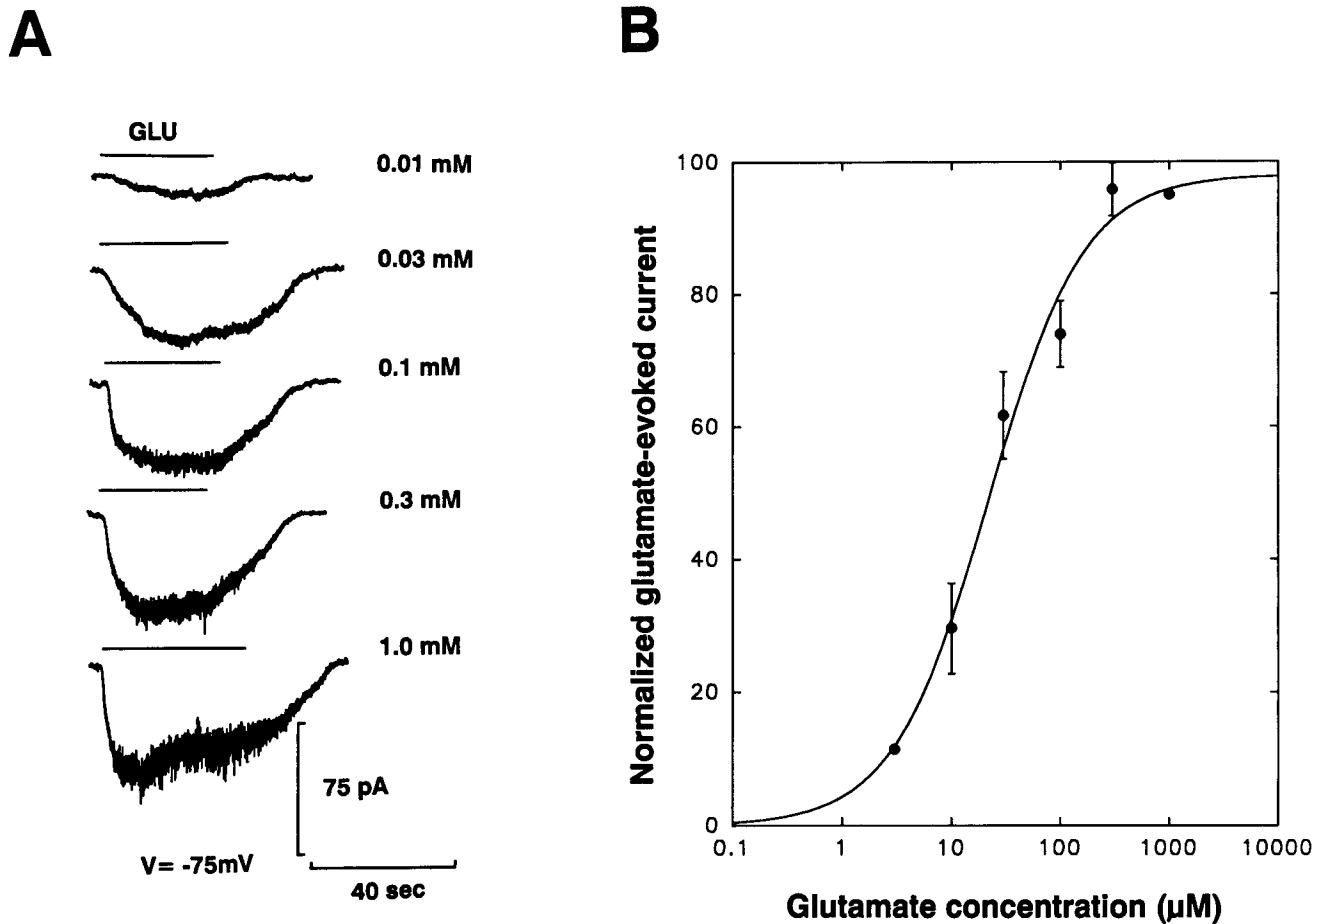 A
GLU
0.01 mM
0.03 mM
0.1 mM
0.3 mM
1.0 mM
75 pA
V= -75mV
40 sec
B
Normalized glutamate-evoked current
100
80
60
40
20
0
0.1 1 10 100 1000 10000
Glutamate concentration (µM)